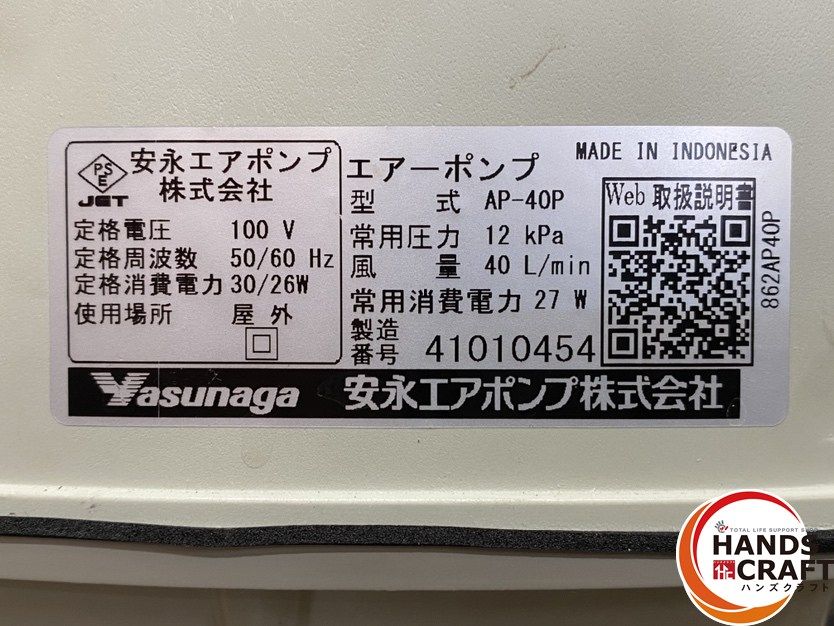 PS
E
JET
安永エアポンプ
株式会社
定格電圧 100 V
定格周波数 50/60 Hz
定格消費電力 30/26W
使用場所 屋 外
エアーポンプ
型 式 AP-40P
常用圧力 12 kPa
風 量 40 L/min
常用消費電力 27 W
製造
番号 41010454
MADE IN INDONESIA
Web 取扱説明書
862AP40P
Yasunaga 安永エアポンプ株式会社
TOTAL LIFE SUPPORT SHOP
HANDS
CRAFT
ハンズクラフト